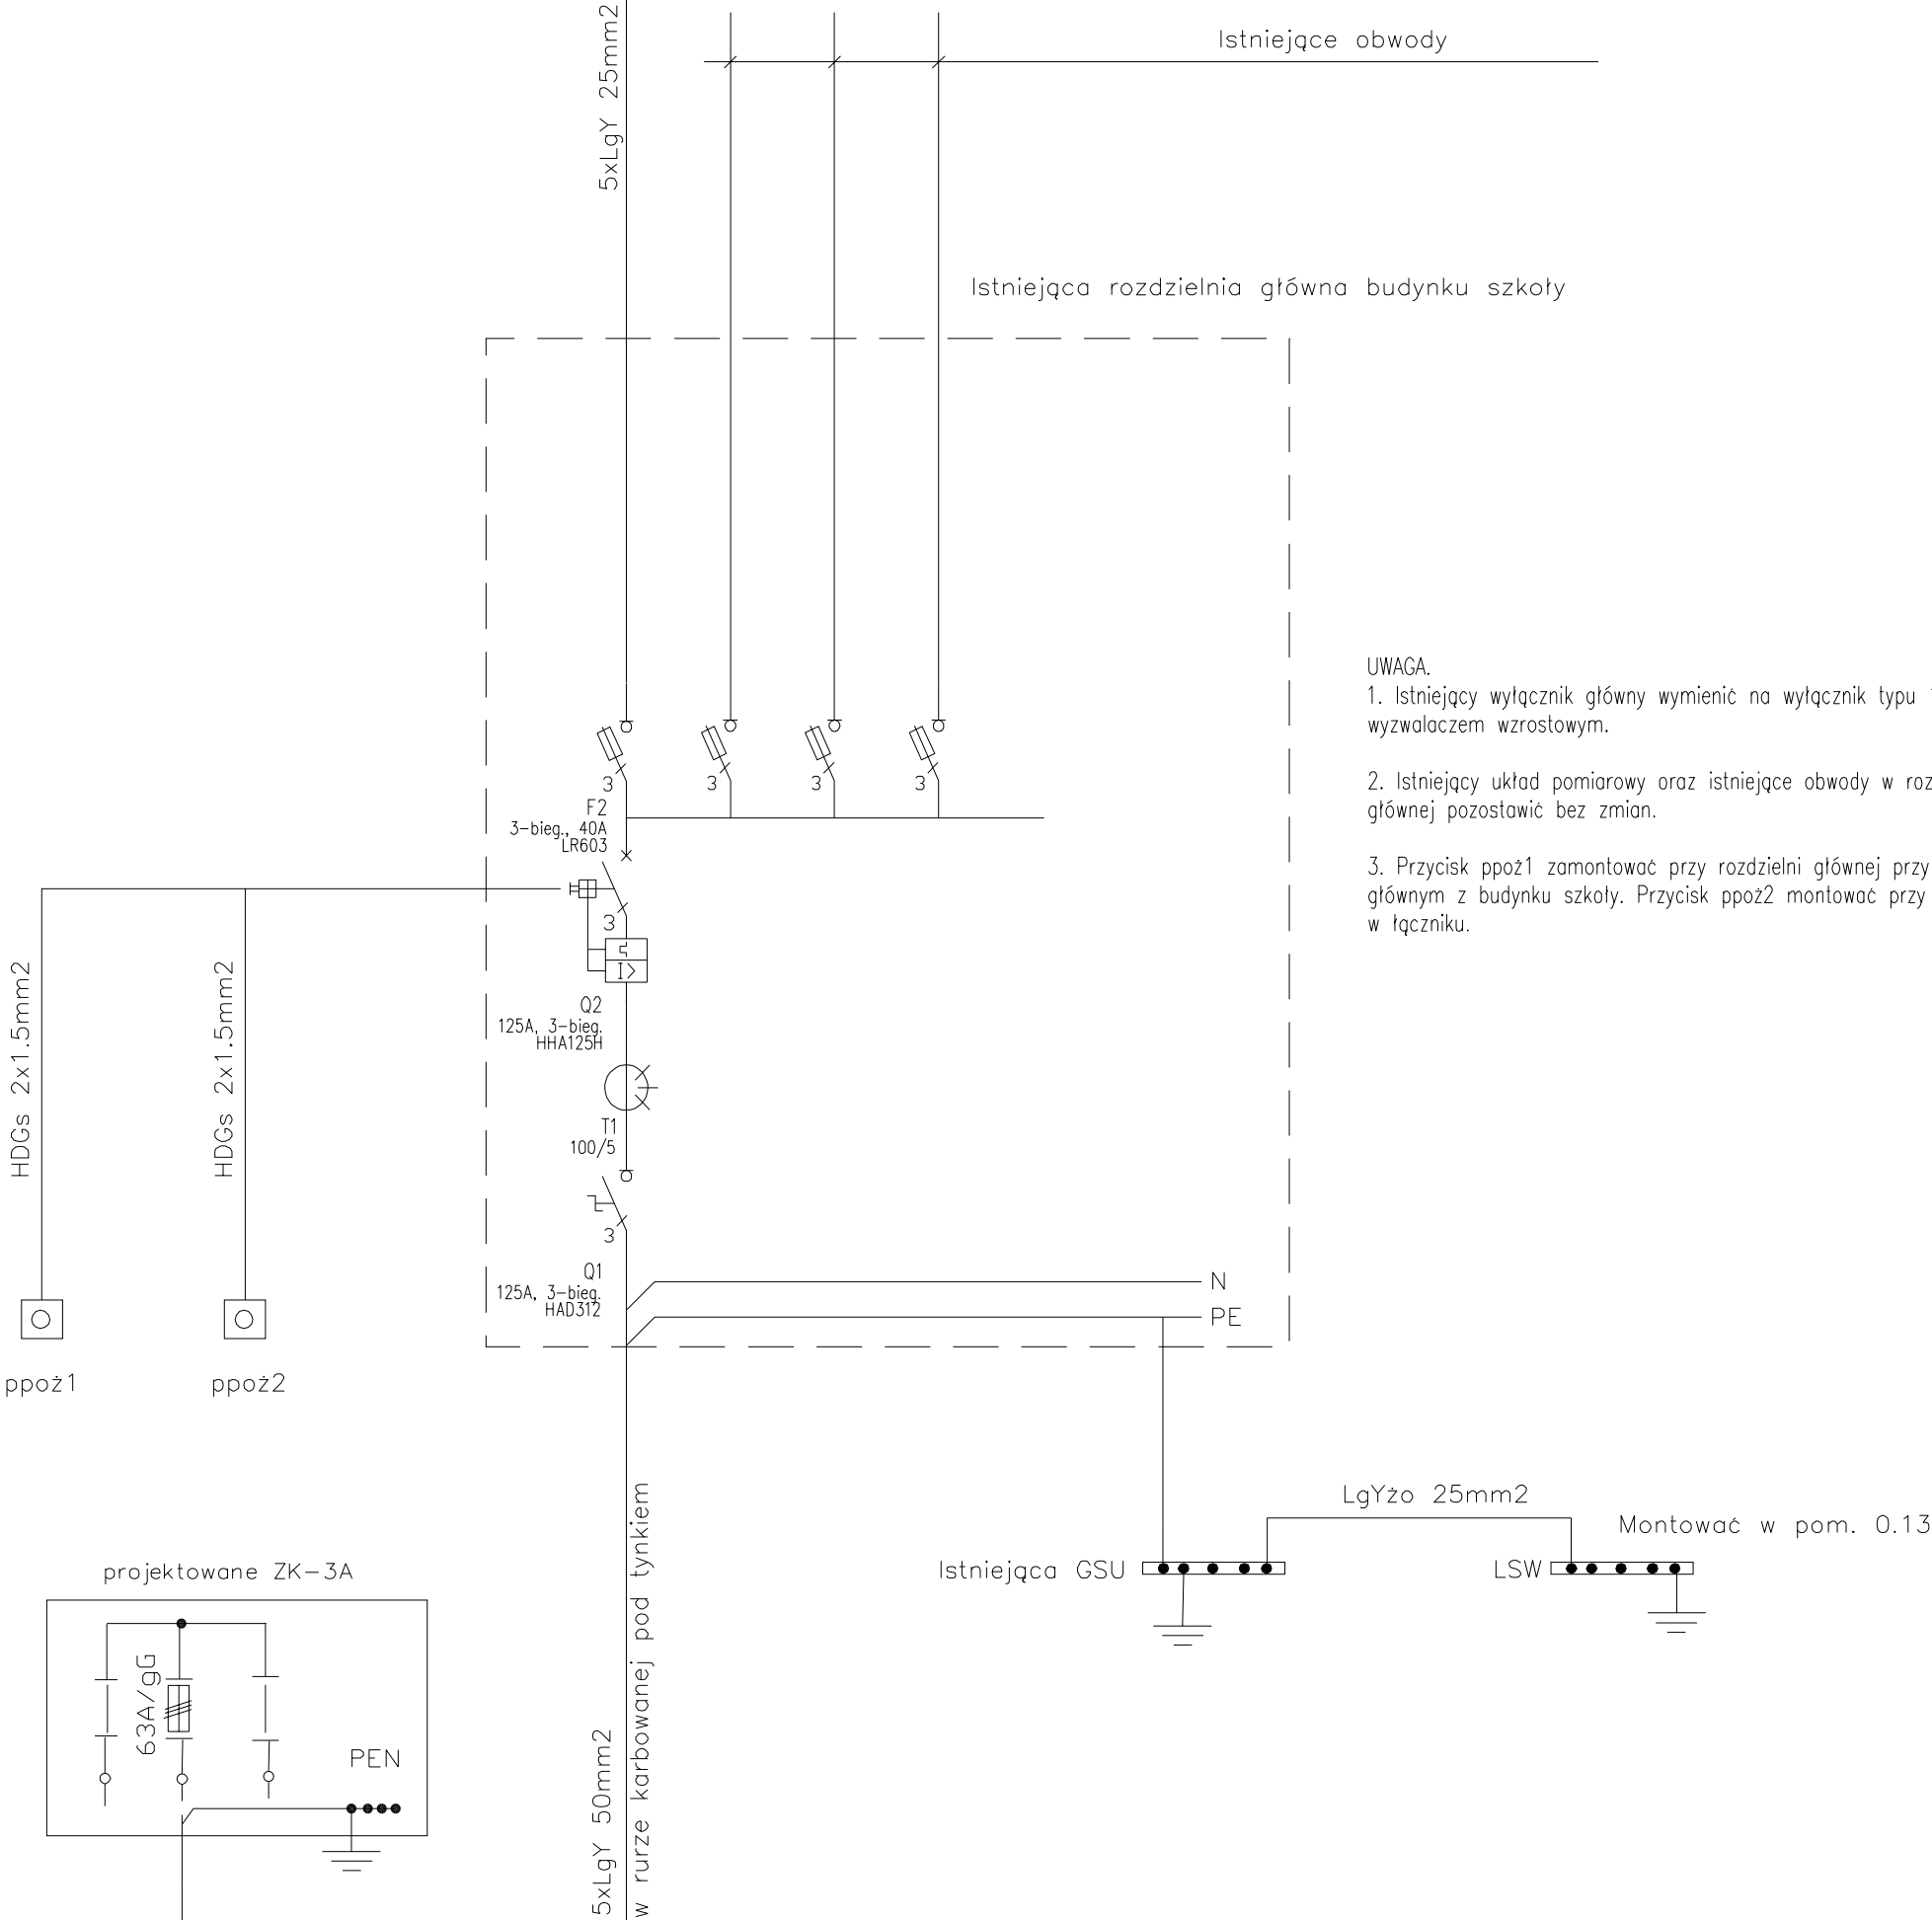 5xLgY 25mm2
Istniejące obwody
Istniejąca rozdzielnia główna budynku szkoły
UWAGA.
1. Istniejący wyłącznik główny wymienić na wyłącznik typu
wyzwalaczem wzrostowym.
2. Istniejący układ pomiarowy oraz istniejące obwody w roz
głównej pozostawić bez zmian.
3. Przycisk ppoż1 zamontować przy rozdzielni głównej przy
głównym z budynku szkoły. Przycisk ppoż2 montować przy
w łączniku.
3
3
3
3
F2
3-bieg., 40A
LR603
3
I>
Q2
125A, 3-bieg.
HHA125H
T1
100/5
3
Q1
125A, 3-bieg.
HAD312
N
PE
HDGs 2x1.5mm2
HDGs 2x1.5mm2
ppoż1
ppoż2
LgYżo 25mm2
Montować w pom. 0.13
Istniejąca GSU
LSW
projektowane ZK-3A
63A/gG
PEN
5xLgY 50mm2
w rurze karbowanej pod tynkiem